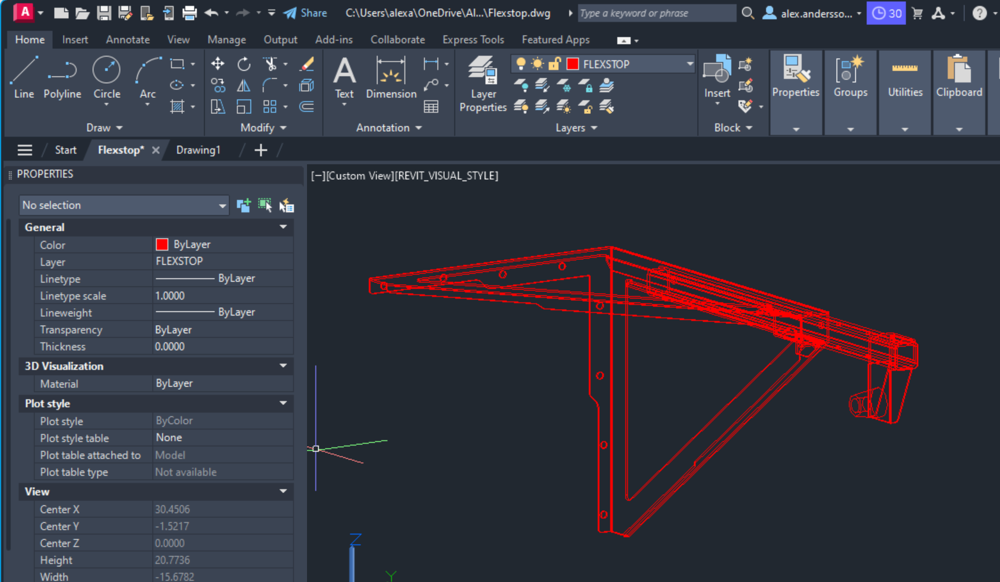 A Share C:\Users\alexa\OneDrive\Al...\Flexstop.dwg Type a keyword or phrase alex.andersso... 30 ?
Home Insert Annotate View Manage Output Add-ins Collaborate Express Tools Featured Apps
FLEXSTOP
Line Polyline Circle Arc A Text Dimension Layer Properties Insert Properties Groups Utilities Clipboard
Draw Modify Annotation Layers Block
Start Flexstop* Drawing1
PROPERTIES
[−][Custom View][REVIT_VISUAL_STYLE]
No selection
General
Color ByLayer
Layer FLEXSTOP
Linetype ByLayer
Linetype scale 1.0000
Lineweight ByLayer
Transparency ByLayer
Thickness 0.0000
3D Visualization
Material ByLayer
Plot style
Plot style ByColor
Plot style table None
Plot table attached to Model
Plot table type Not available
View
Center X 30.4506
Center Y -1.5217
Center Z 0.0000
Height 20.7736
Width -15.6782
Z
Y